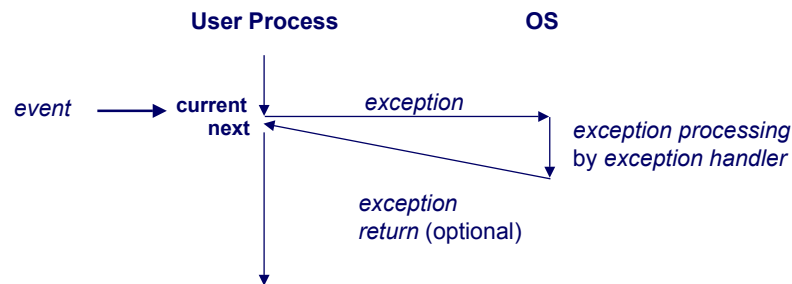 User Process
OS
event
current
next
exception
exception processing
by exception handler
exception
return (optional)